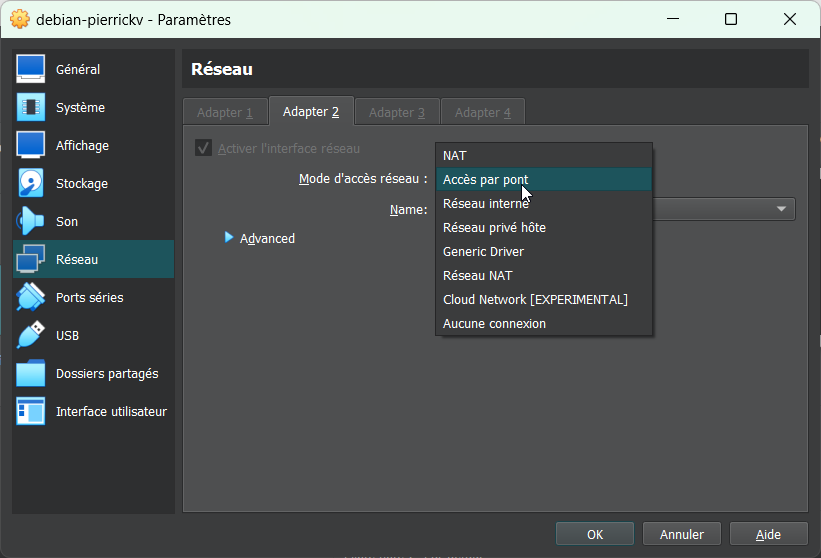 debian-pierrickv - Paramètres
Général
Système
Affichage
Stockage
Son
Réseau
Ports séries
USB
Dossiers partagés
Interface utilisateur
Réseau
Adapter 1
Adapter 2
Adapter 3
Adapter 4
Activer l'interface réseau
Mode d'accès réseau :
Name:
Advanced
NAT
Accès par pont
Réseau interne
Réseau privé hôte
Generic Driver
Réseau NAT
Cloud Network [EXPERIMENTAL]
Aucune connexion
OK
Annuler
Aide